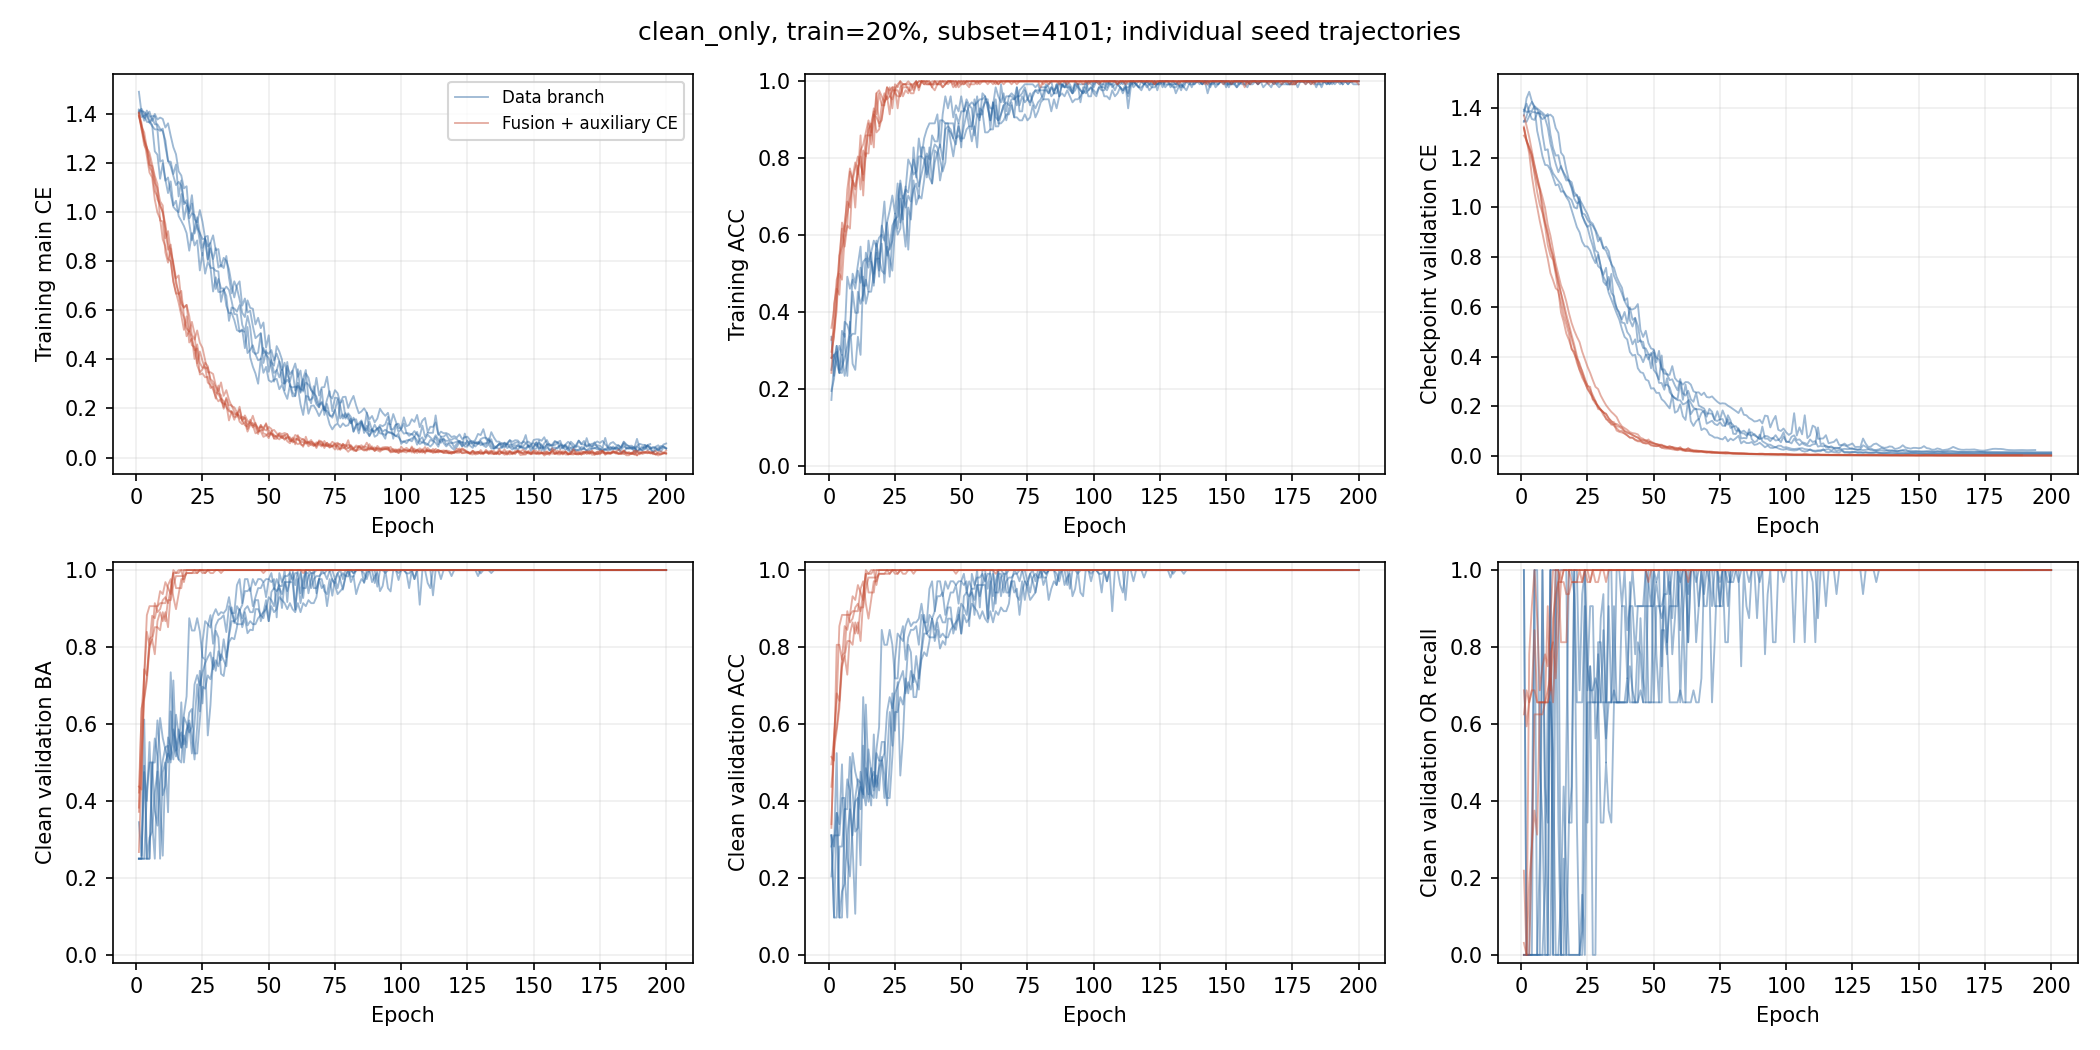 clean_only, train=20%, subset=4101; individual seed trajectories
Training main CE
1.4
1.2
1.0
0.8
0.6
0.4
0.2
0.0
Data branch
Fusion + auxiliary CE
0 25 50 75 100 125 150 175 200
Epoch
Training ACC
1.0
0.8
0.6
0.4
0.2
0.0
0 25 50 75 100 125 150 175 200
Epoch
Checkpoint validation CE
1.4
1.2
1.0
0.8
0.6
0.4
0.2
0.0
0 25 50 75 100 125 150 175 200
Epoch
Clean validation BA
1.0
0.8
0.6
0.4
0.2
0.0
0 25 50 75 100 125 150 175 200
Epoch
Clean validation ACC
1.0
0.8
0.6
0.4
0.2
0.0
0 25 50 75 100 125 150 175 200
Epoch
Clean validation OR recall
1.0
0.8
0.6
0.4
0.2
0.0
0 25 50 75 100 125 150 175 200
Epoch